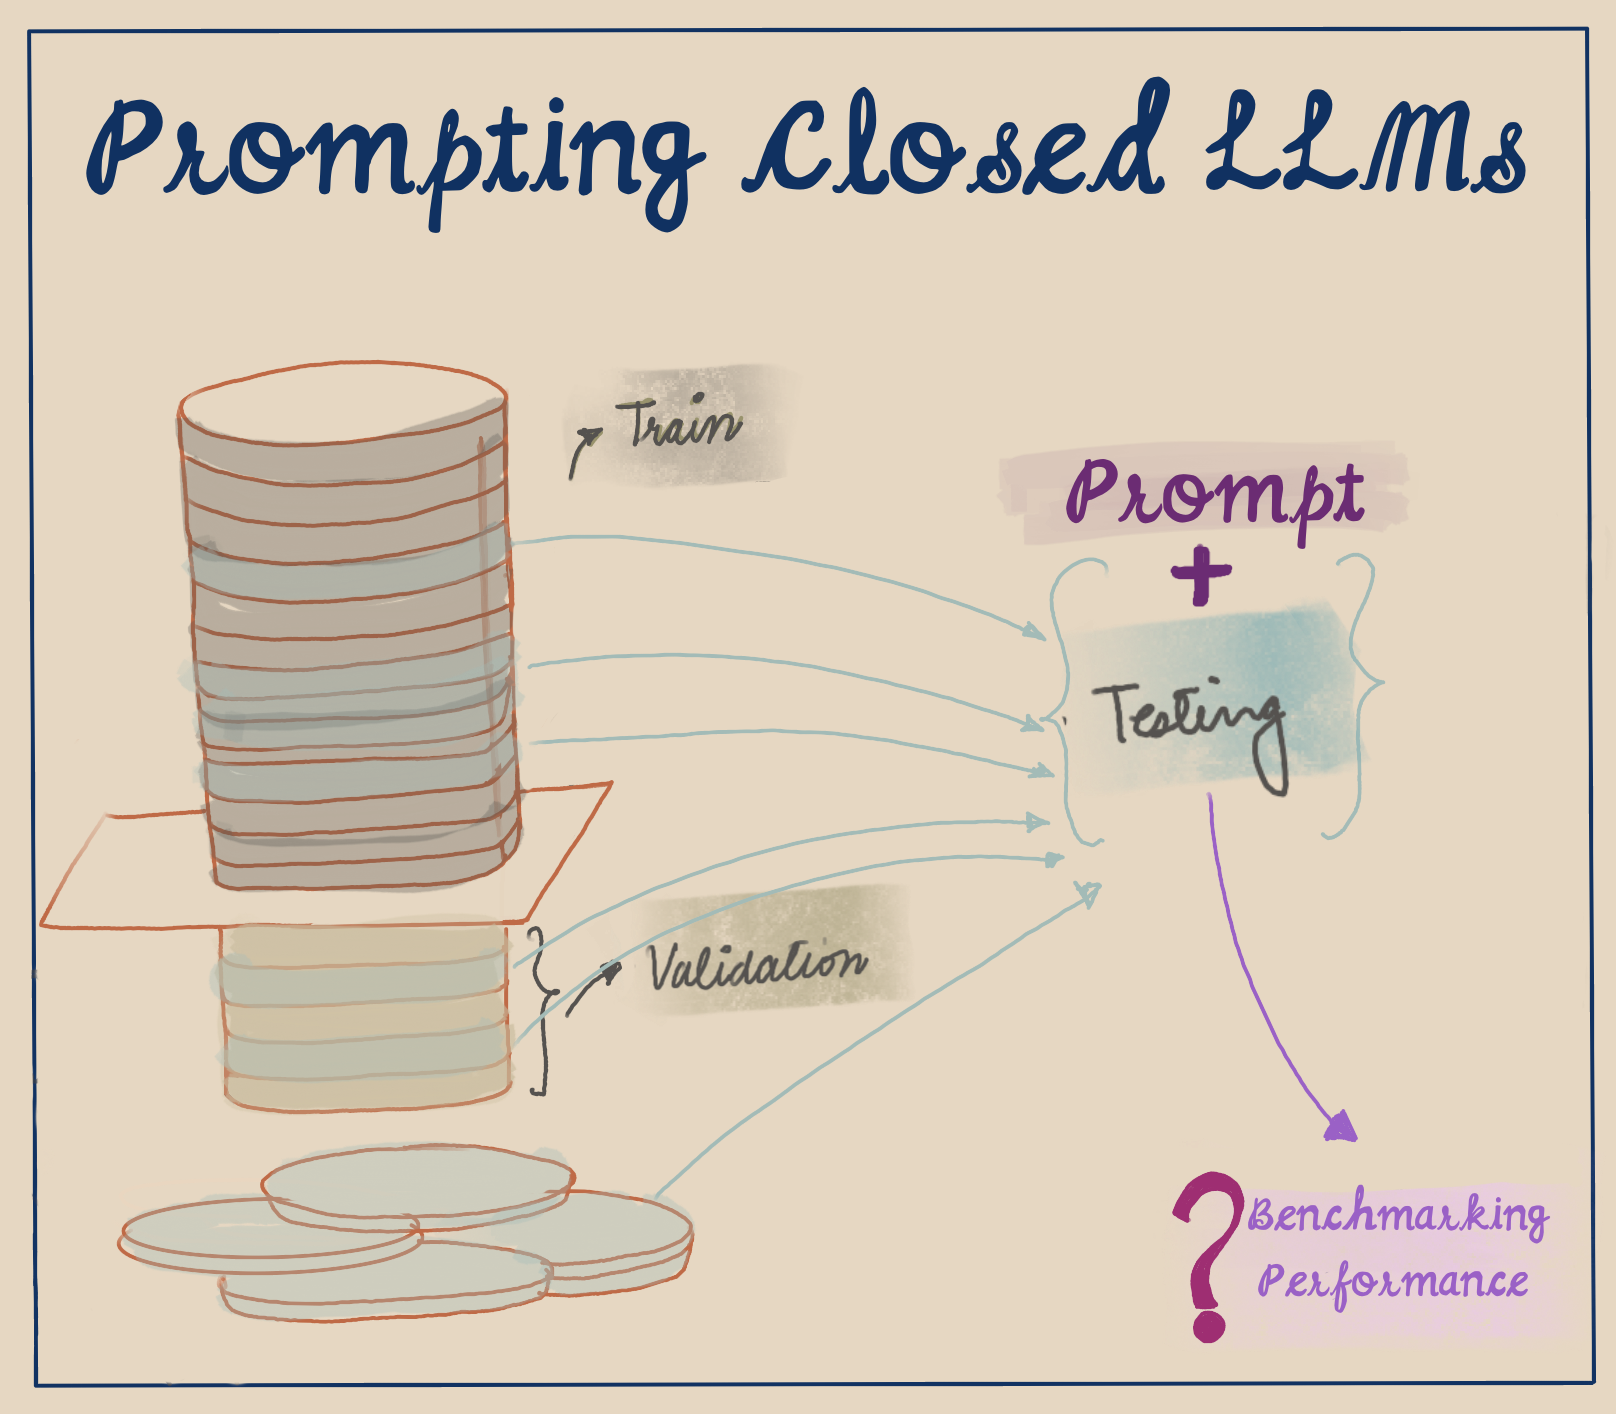 Prompting Closed LLMs
Train
Prompt
+
Testing
Validation
?
Benchmarking
Performance